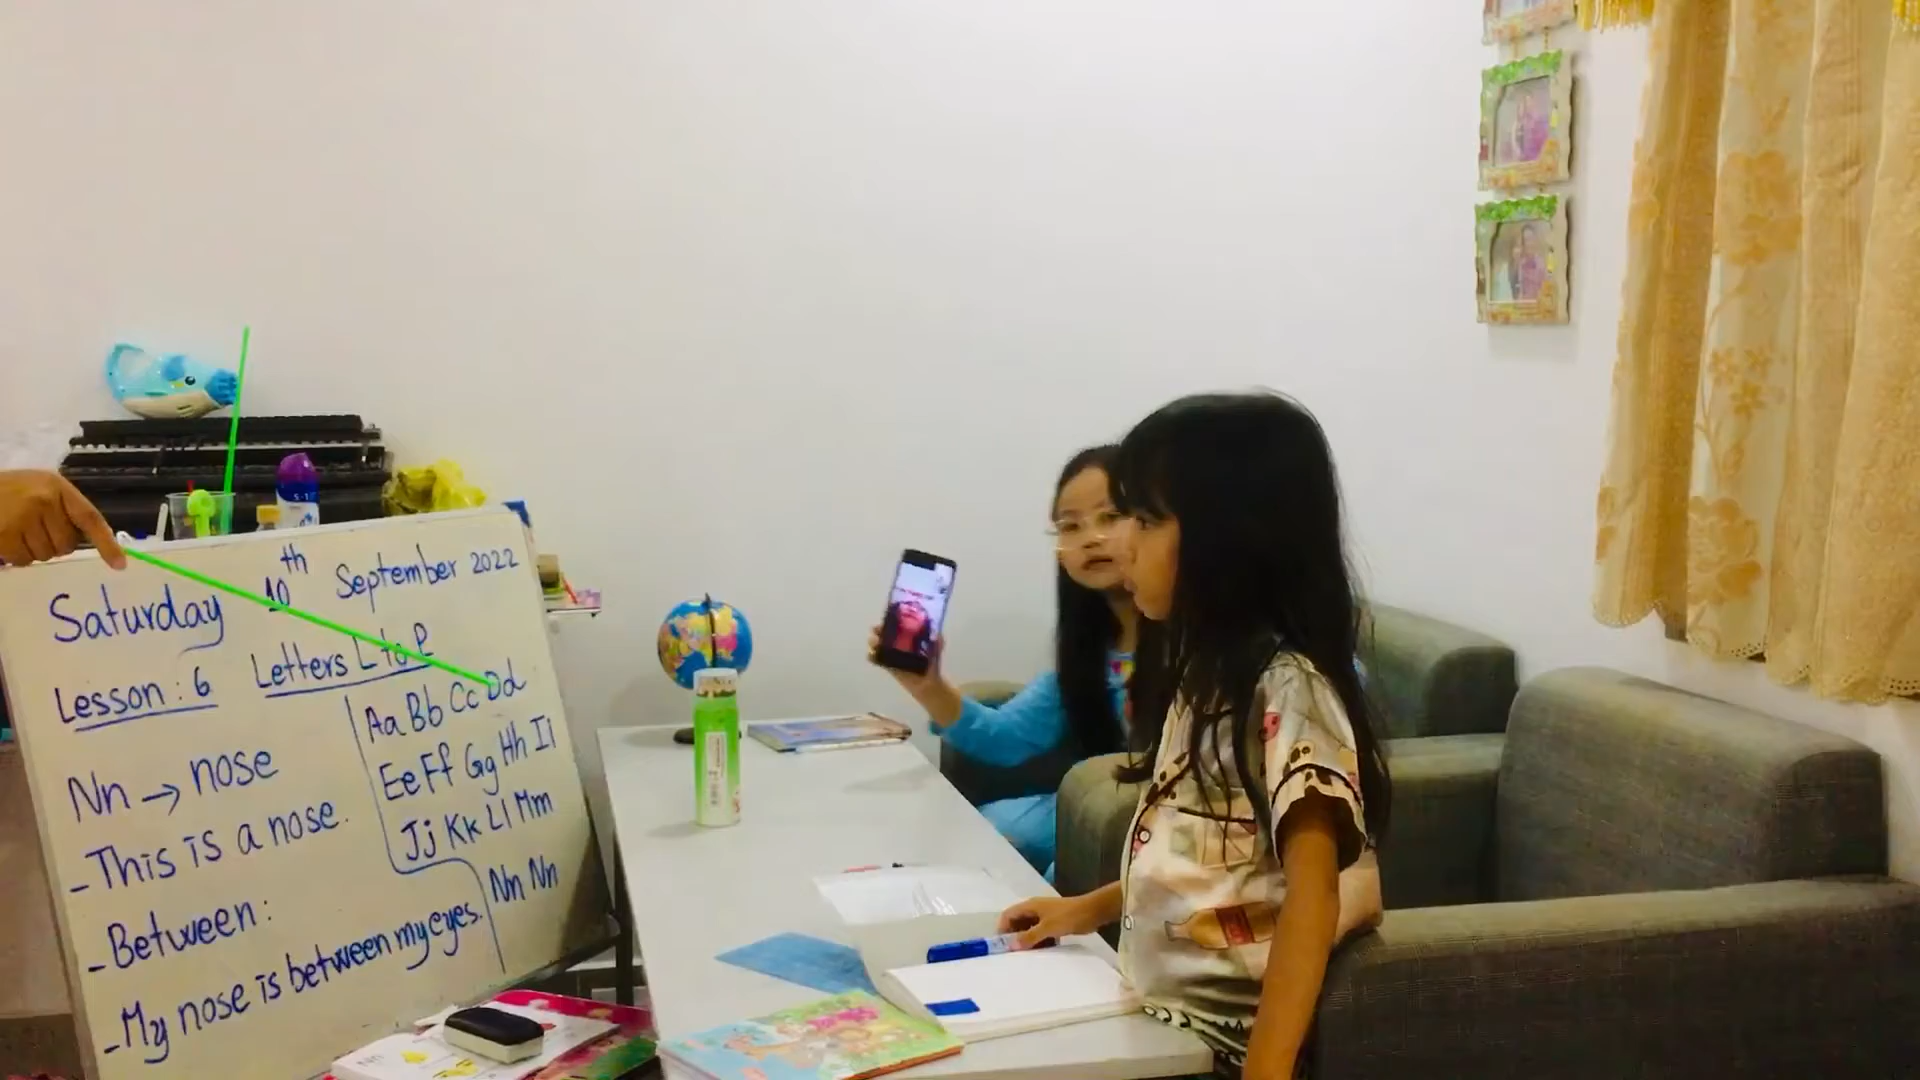 Saturday 10th September 2022
Lesson: 6 Letters L to P
Nn → nose
- This is a nose.
- Between:
- My nose is between my eyes.
Aa Bb Cc Dd
Ee Ff Gg Hh Ii
Jj Kk Ll Mm
Nn Nn